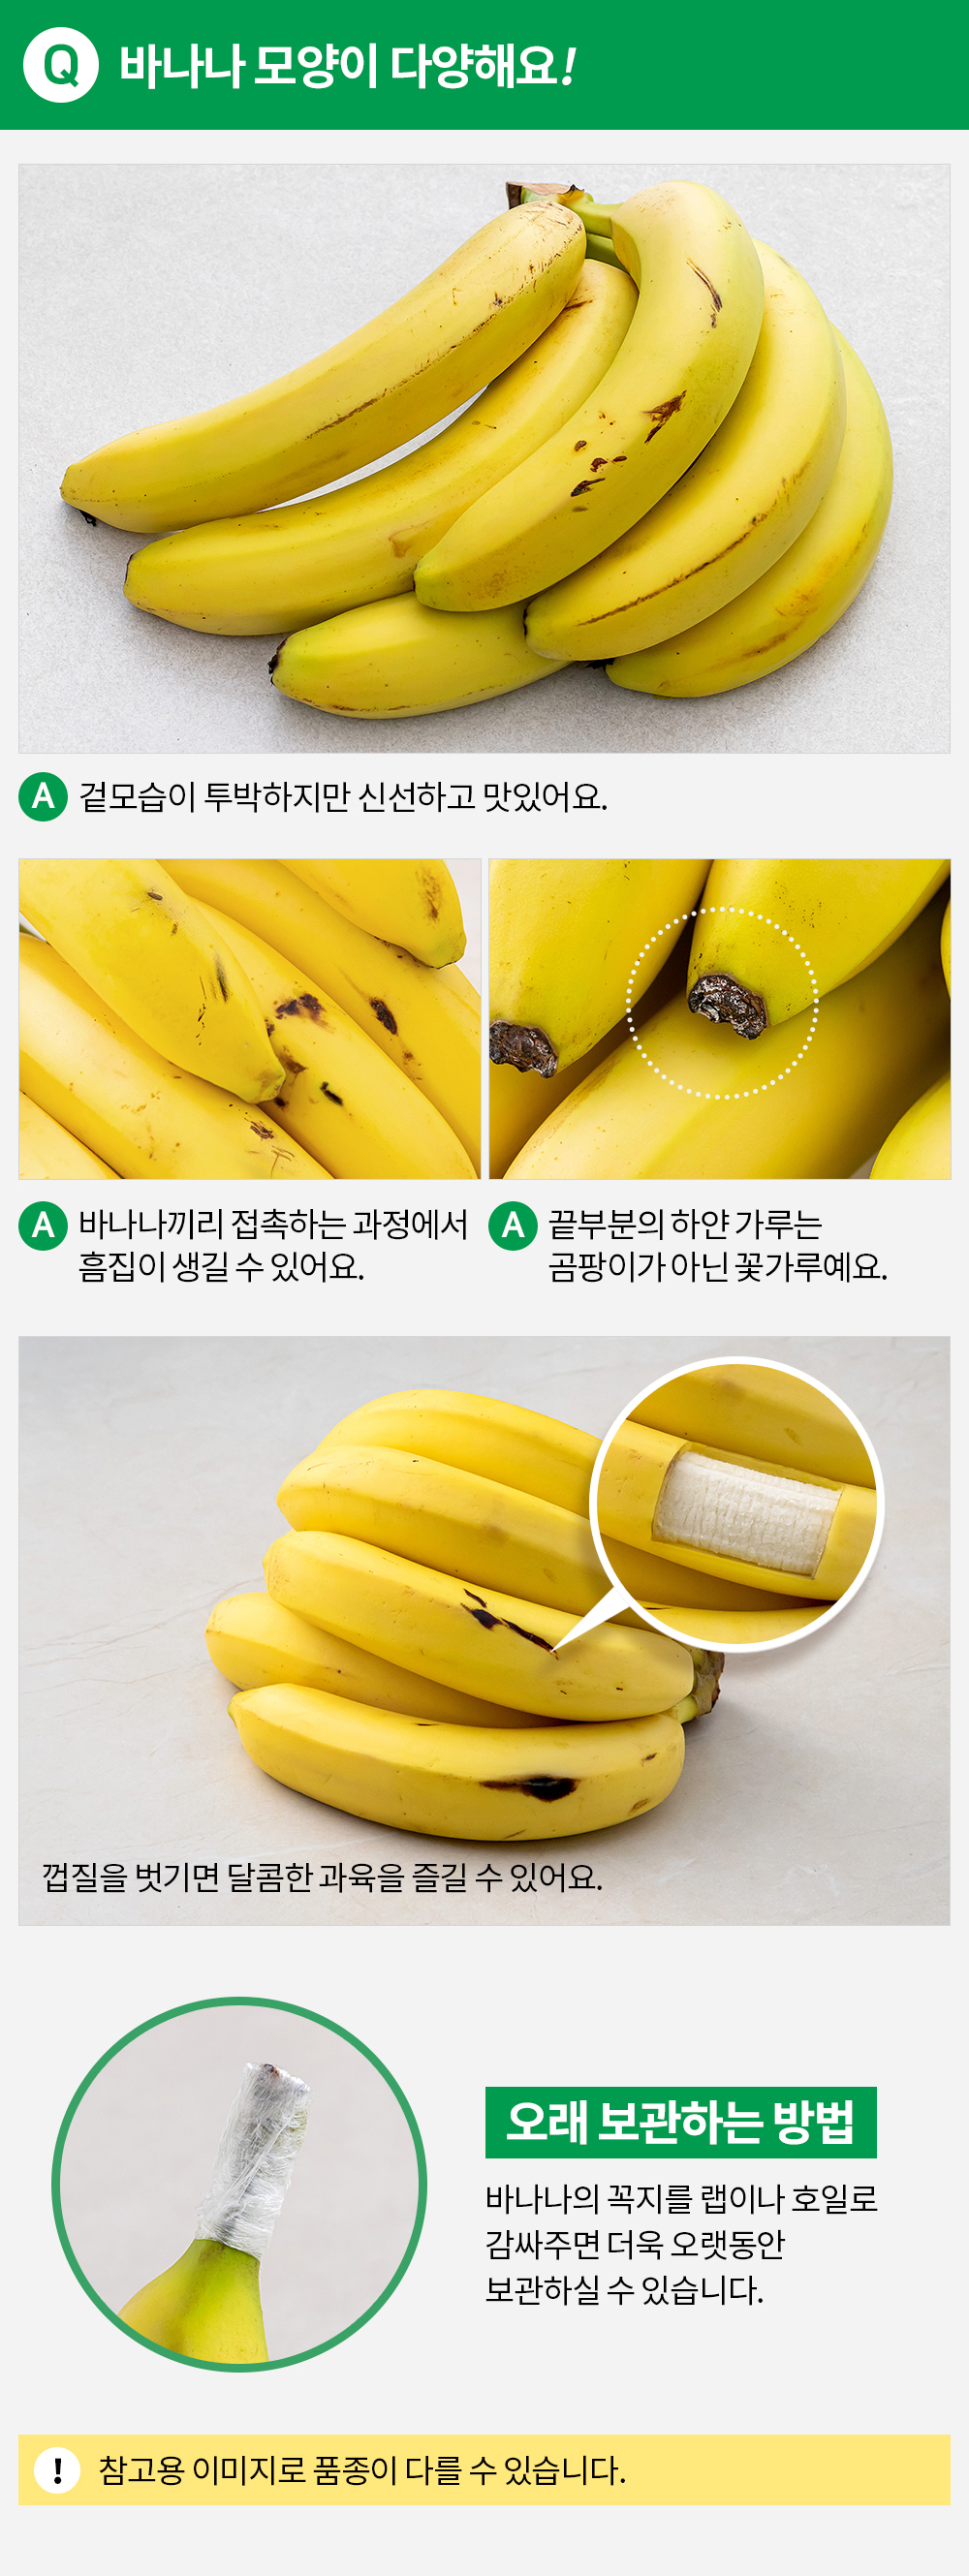 Q 바나나 모양이 다양해요!
A 겉모습이 투박하지만 신선하고 맛있어요.
A 바나나끼리 접촉하는 과정에서
흠집이 생길 수 있어요.
A 끝부분의 하얀 가루는
곰팡이가 아닌 꽃가루예요.
껍질을 벗기면 달콤한 과육을 즐길 수 있어요.
오래 보관하는 방법
바나나의 꼭지를 랩이나 호일로
감싸주면 더욱 오랫동안
보관하실 수 있습니다.
! 참고용 이미지로 품종이 다를 수 있습니다.